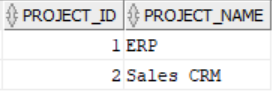 PROJECT_ID PROJECT_NAME
1 ERP
2 Sales CRM